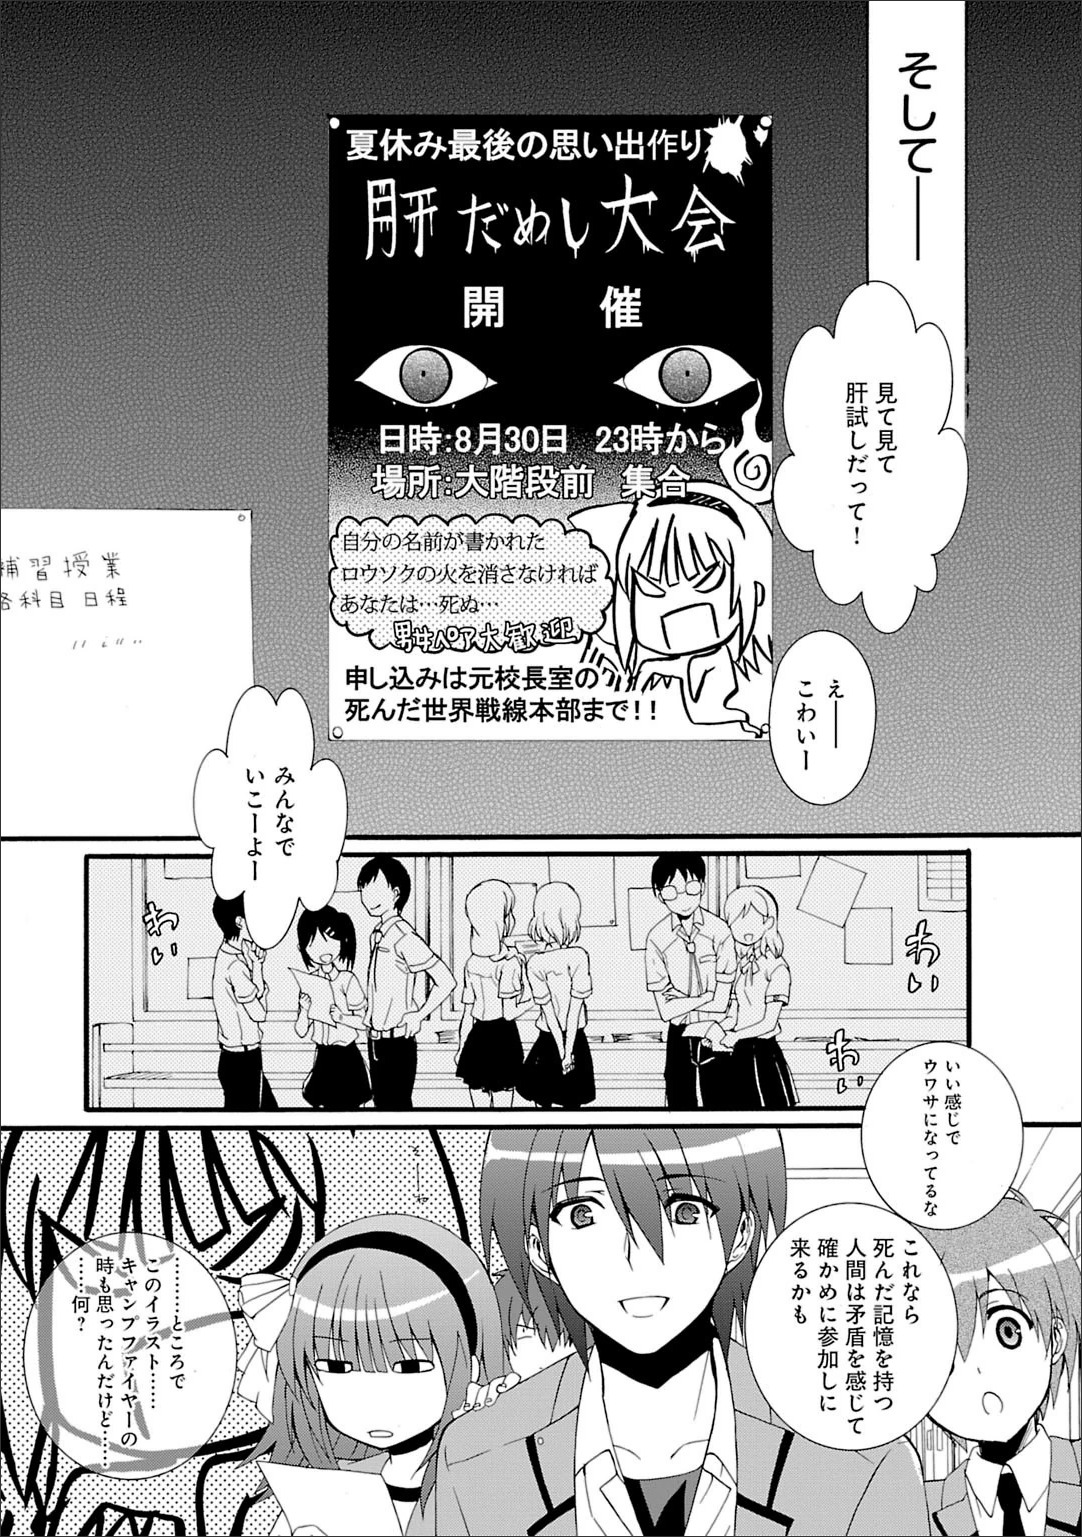 そして――
夏休み最後の思い出作り
肝だめし大会
開催
日時:8月30日 23時から
場所:大階段前 集合
自分の名前が書かれた
ロウソクの火を消さなければ
あなたは…死ぬ…
男女ペア大歓迎
申し込みは元校長室の
死んだ世界戦線本部まで!!
見て見て
肝試しだって!
えー―
こわいー
補習授業
各科目 日程
みんなで
いこーよー
わい
わい
わい
いい感じで
ウワサになってるな
これなら
死んだ記憶を持つ
人間は矛盾を感じて
確かめに参加しに
来るかも
………ところで
このイラスト……
キャンプファイヤーの
時も思ったんだけど……
……何?